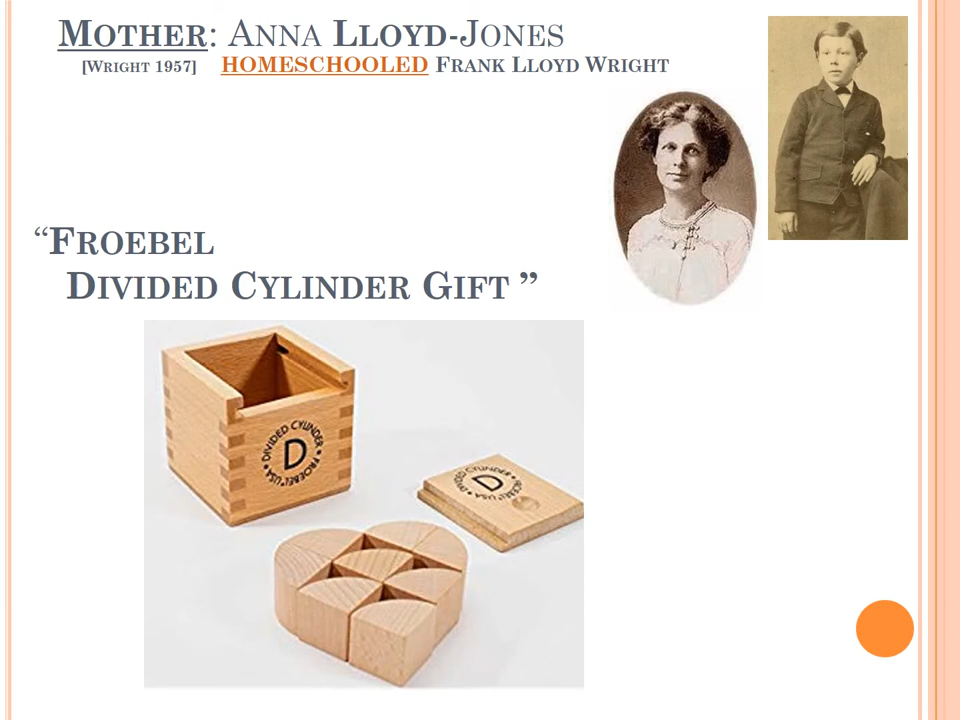 MOTHER: ANNA LLOYD-JONES
[WRIGHT 1957] HOMESCHOOLED FRANK LLOYD WRIGHT
“FROEBEL
DIVIDED CYLINDER GIFT ”
DIVIDED CYLINDER
D
FROEBEL® USA
DIVIDED CYLINDER
D
FROEBEL® USA